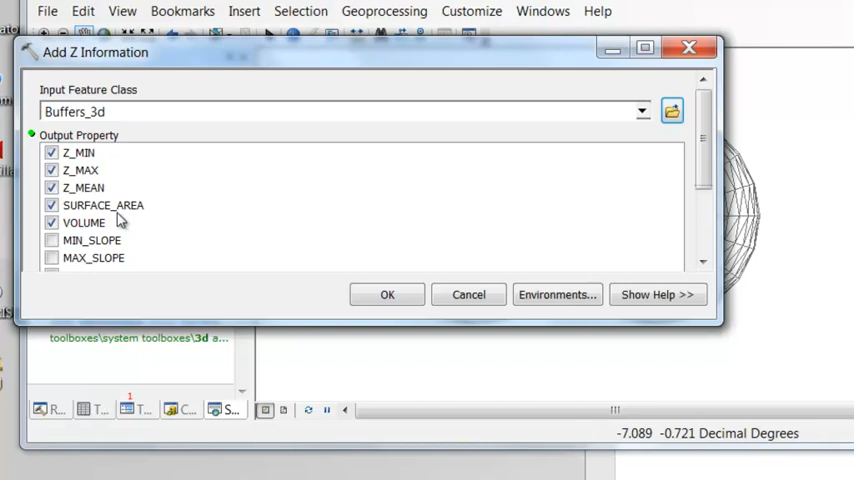 File Edit View Bookmarks Insert Selection Geoprocessing Customize Windows Help
Add Z Information
Input Feature Class
Buffers_3d
Output Property
Z_MIN
Z_MAX
Z_MEAN
SURFACE_AREA
VOLUME
MIN_SLOPE
MAX_SLOPE
OK Cancel Environments... Show Help >>
toolboxes\system toolboxes\3d a...
1
R... T... T... C... S...
-7.089 -0.721 Decimal Degrees